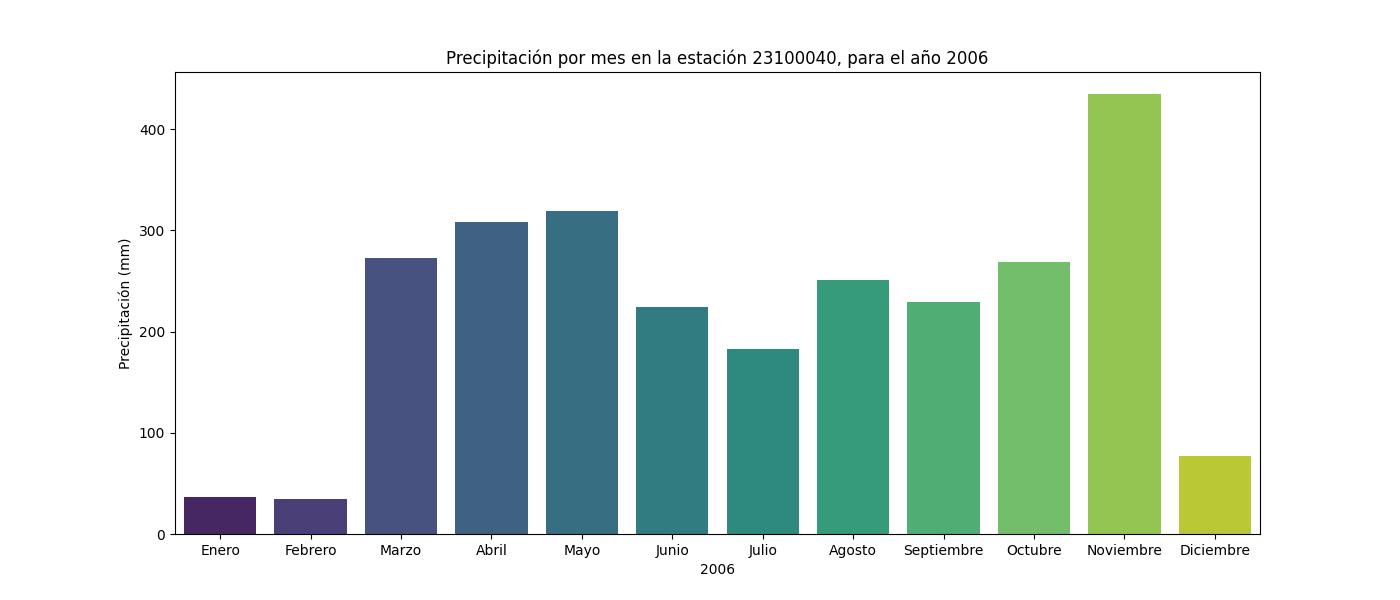 Precipitación por mes en la estación 23100040, para el año 2006
Precipitación (mm)
400
300
200
100
0
Enero Febrero Marzo Abril Mayo Junio Julio Agosto Septiembre Octubre Noviembre Diciembre
2006